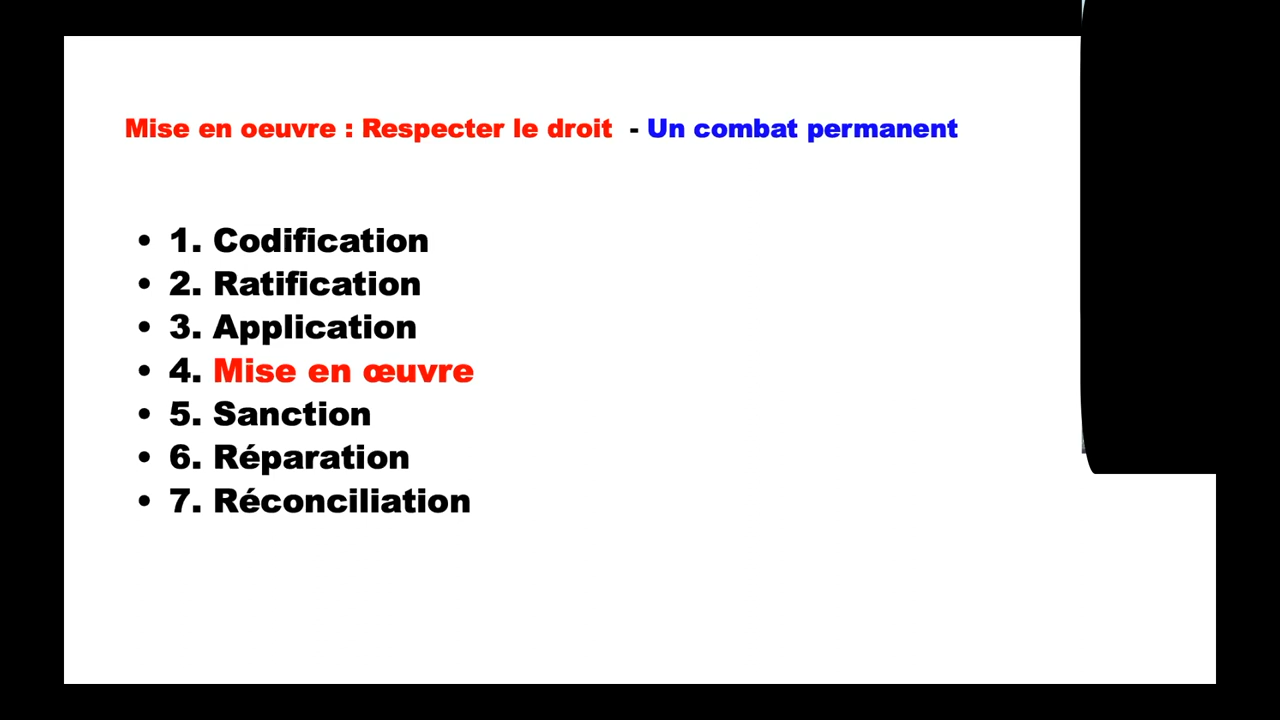 Mise en oeuvre : Respecter le droit - Un combat permanent
• 1. Codification
• 2. Ratification
• 3. Application
• 4. Mise en œuvre
• 5. Sanction
• 6. Réparation
• 7. Réconciliation